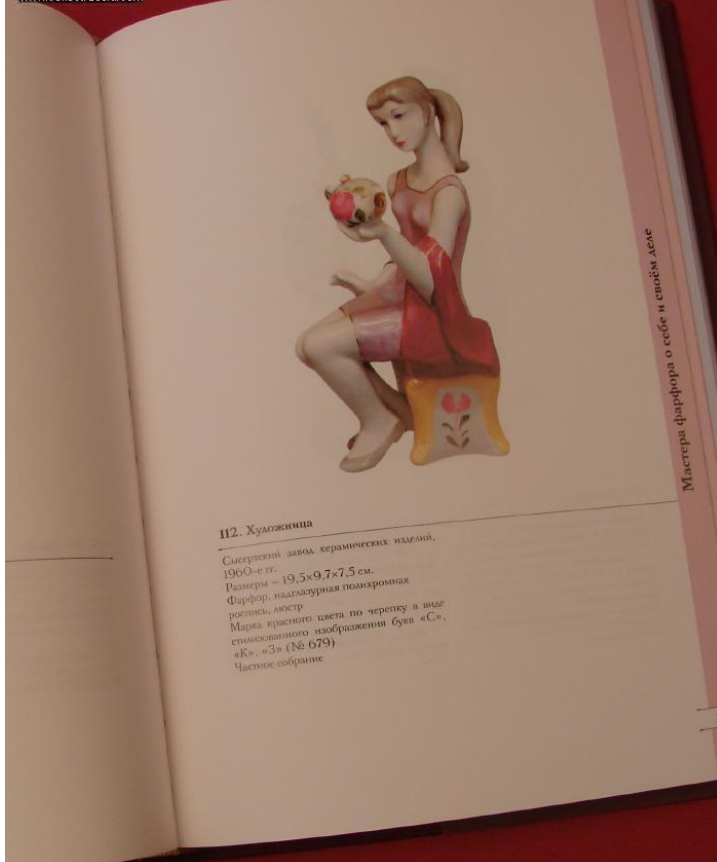 112. Художница
Сысертский завод керамических изделий,
1960-е гг.
Размеры – 19,5×9,7×7,5 см.
Фарфор, надглазурная полихромная
роспись, люстр
Марка красного цвета по черепку в виде
стилизованного изображения букв «С»,
«К», «З» (№ 679)
Частное собрание
Мастера фарфора о себе и своём деле